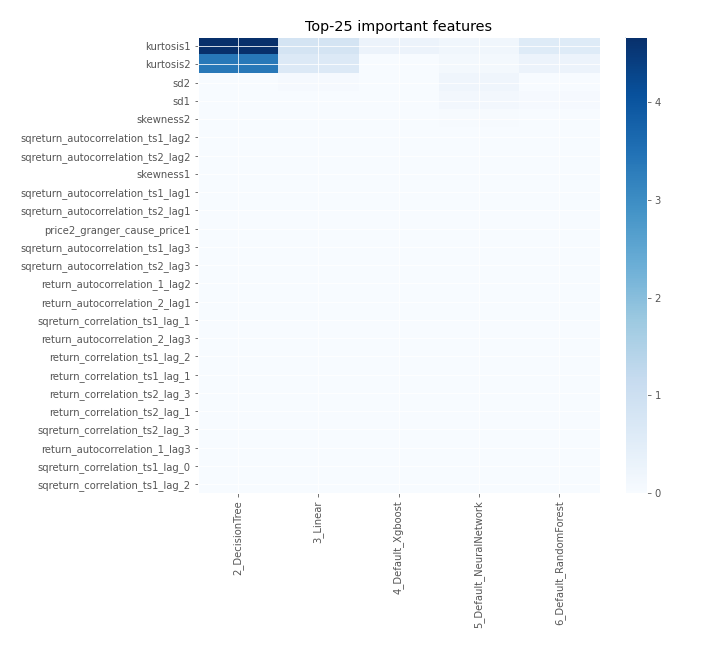 Top-25 important features
kurtosis1
kurtosis2
sd2
sd1
skewness2
sqreturn_autocorrelation_ts1_lag2
sqreturn_autocorrelation_ts2_lag2
skewness1
sqreturn_autocorrelation_ts1_lag1
sqreturn_autocorrelation_ts2_lag1
price2_granger_cause_price1
sqreturn_autocorrelation_ts1_lag3
sqreturn_autocorrelation_ts2_lag3
return_autocorrelation_1_lag2
return_autocorrelation_2_lag1
sqreturn_correlation_ts1_lag_1
return_autocorrelation_2_lag3
return_correlation_ts1_lag_2
return_correlation_ts1_lag_1
return_correlation_ts2_lag_3
return_correlation_ts2_lag_1
sqreturn_correlation_ts2_lag_3
return_autocorrelation_1_lag3
sqreturn_correlation_ts1_lag_0
sqreturn_correlation_ts1_lag_2
2_DecisionTree
3_Linear
4_Default_Xgboost
5_Default_NeuralNetwork
6_Default_RandomForest
4
3
2
1
0